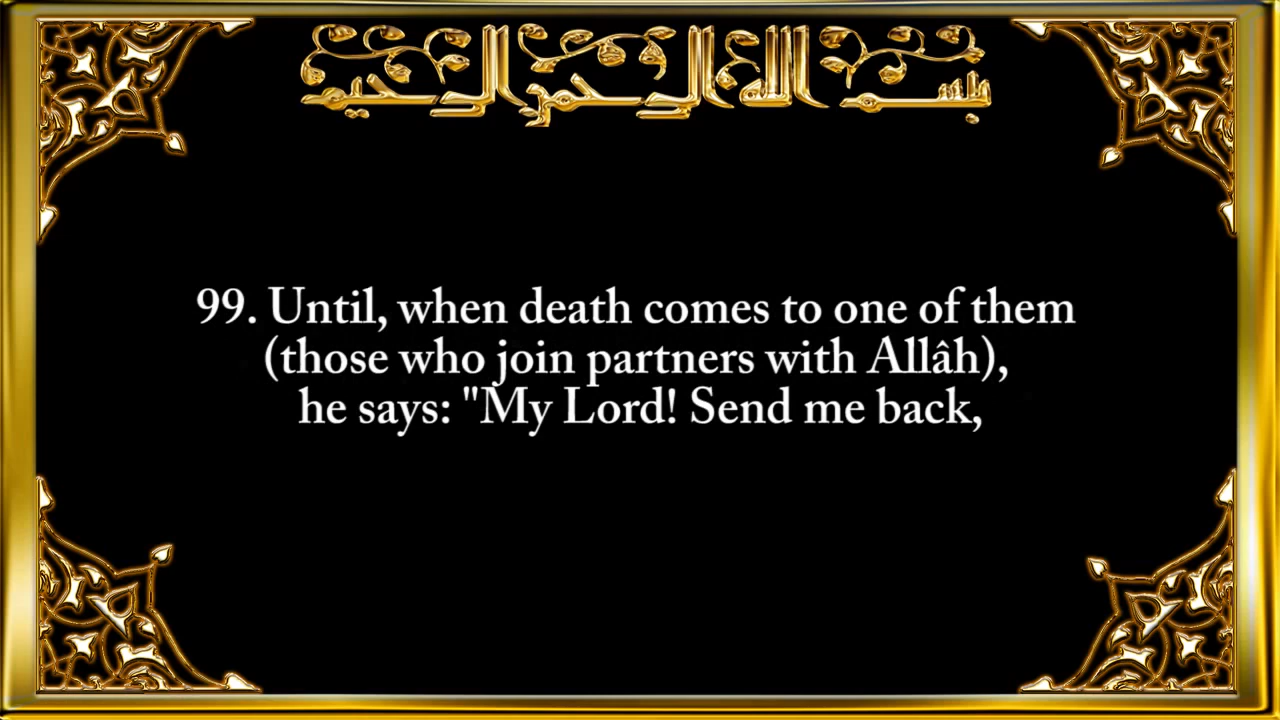 بسم الله الرحمن الرحيم
99. Until, when death comes to one of them
(those who join partners with Allâh),
he says: "My Lord! Send me back,